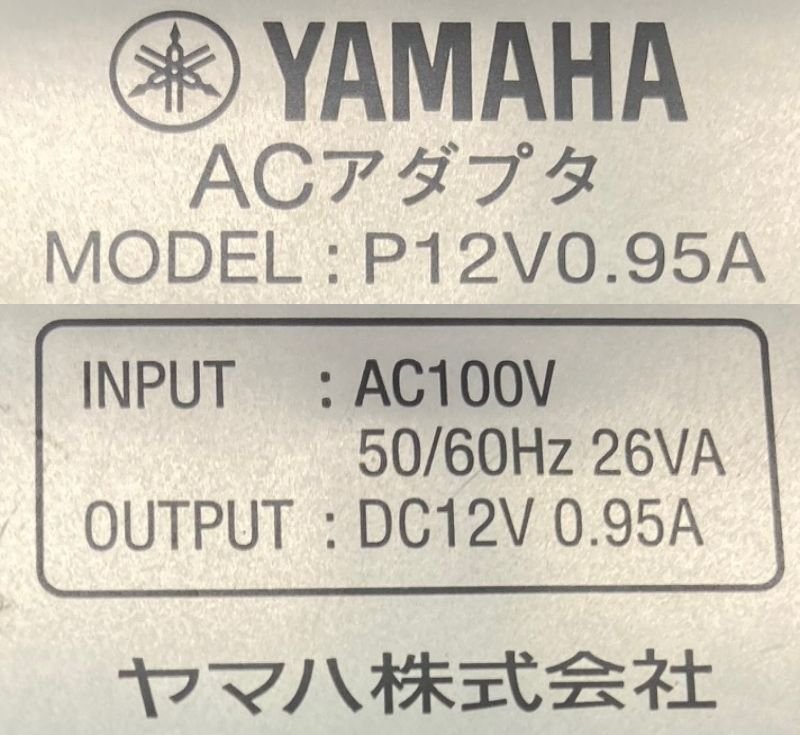 YAMAHA
ACアダプタ
MODEL : P12V0.95A
INPUT : AC100V
50/60Hz 26VA
OUTPUT : DC12V 0.95A
ヤマハ株式会社